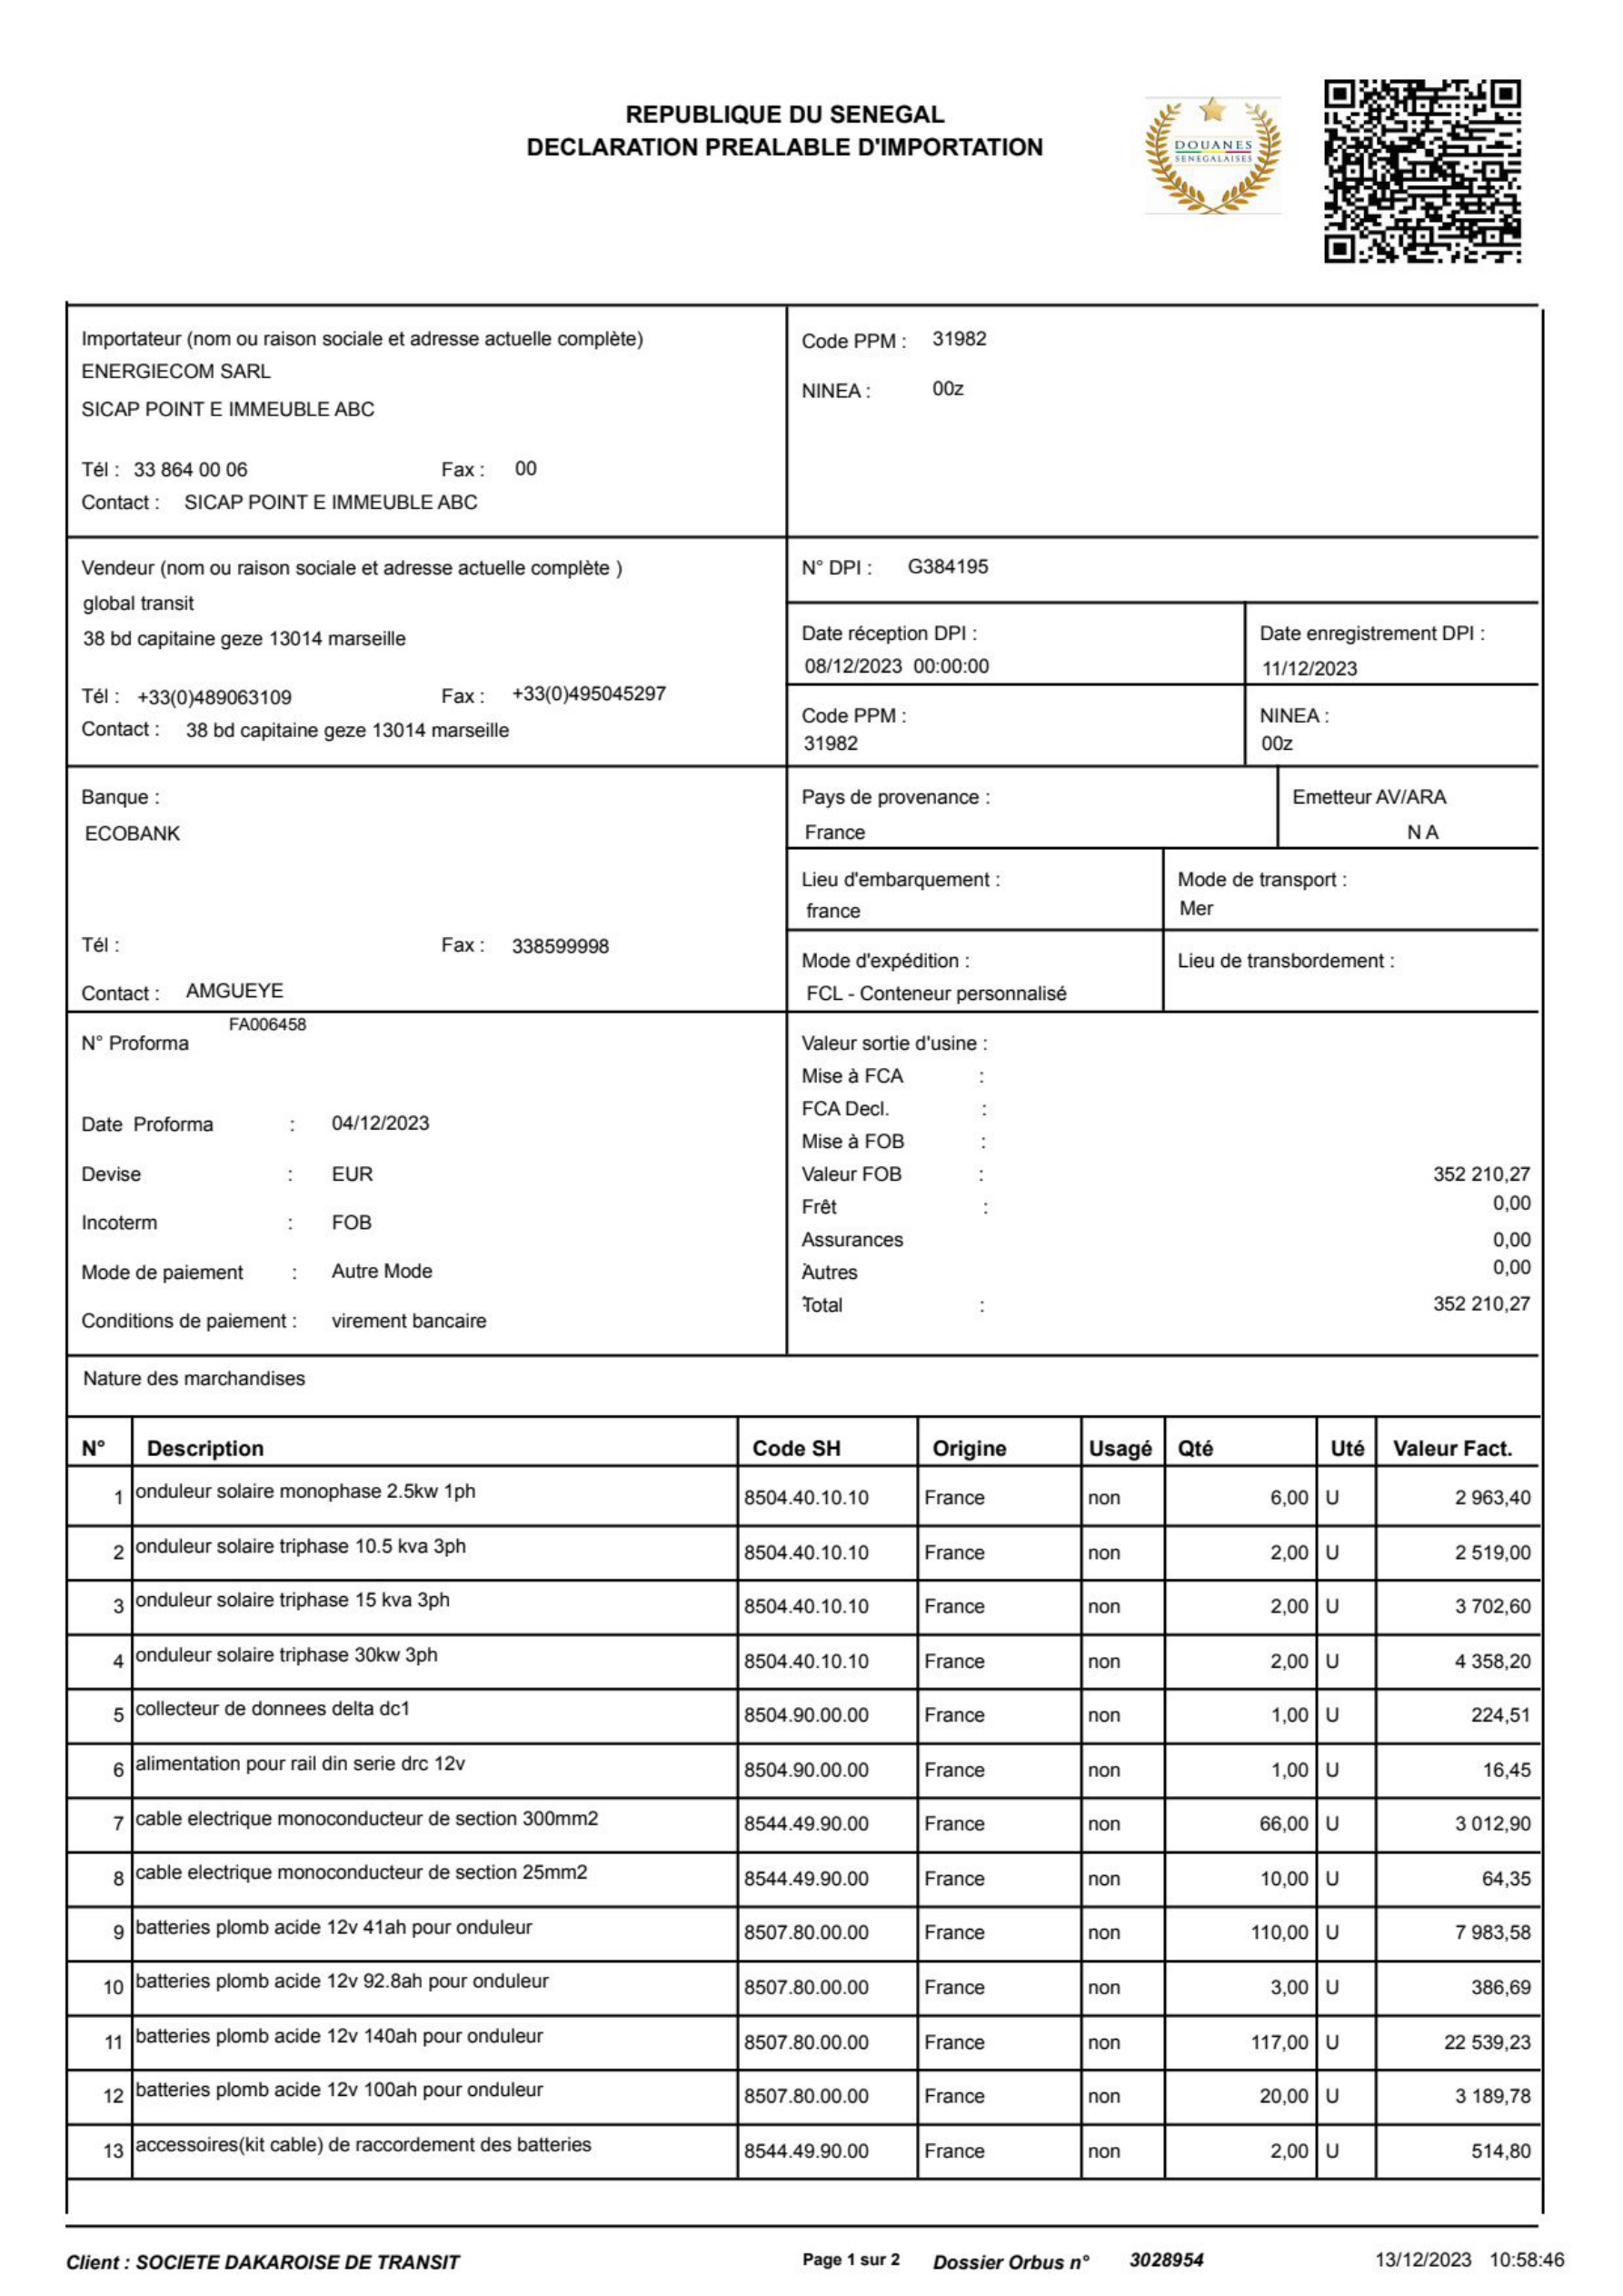 REPUBLIQUE DU SENEGAL
DECLARATION PREALABLE D'IMPORTATION
DOUANES
SENEGALAISES
Importateur (nom ou raison sociale et adresse actuelle complète)
ENERGIECOM SARL
SICAP POINT E IMMEUBLE ABC
Tél : 33 864 00 06 Fax : 00
Contact : SICAP POINT E IMMEUBLE ABC
Code PPM : 31982
NINEA : 00z
Vendeur (nom ou raison sociale et adresse actuelle complète )
global transit
38 bd capitaine geze 13014 marseille
Tél : +33(0)489063109 Fax : +33(0)495045297
Contact : 38 bd capitaine geze 13014 marseille
N° DPI : G384195
Date réception DPI : Date enregistrement DPI :
08/12/2023 00:00:00 11/12/2023
Code PPM : NINEA :
31982 00z
Banque :
ECOBANK
Tél : Fax : 338599998
Contact : AMGUEYE
Pays de provenance : Emetteur AV/ARA
France N A
Lieu d'embarquement : Mode de transport :
france Mer
Mode d'expédition : Lieu de transbordement :
FCL - Conteneur personnalisé
FA006458
N° Proforma
Date Proforma : 04/12/2023
Devise : EUR
Incoterm : FOB
Mode de paiement : Autre Mode
Conditions de paiement : virement bancaire
Valeur sortie d'usine :
Mise à FCA :
FCA Decl. :
Mise à FOB :
Valeur FOB : 352 210,27
Frêt : 0,00
Assurances : 0,00
Autres : 0,00
Total : 352 210,27
Nature des marchandises
N° Description Code SH Origine Usagé Qté Uté Valeur Fact.
1 onduleur solaire monophase 2.5kw 1ph 8504.40.10.10 France non 6,00 U 2 963,40
2 onduleur solaire triphase 10.5 kva 3ph 8504.40.10.10 France non 2,00 U 2 519,00
3 onduleur solaire triphase 15 kva 3ph 8504.40.10.10 France non 2,00 U 3 702,60
4 onduleur solaire triphase 30kw 3ph 8504.40.10.10 France non 2,00 U 4 358,20
5 collecteur de donnees delta dc1 8504.90.00.00 France non 1,00 U 224,51
6 alimentation pour rail din serie drc 12v 8504.90.00.00 France non 1,00 U 16,45
7 cable electrique monoconducteur de section 300mm2 8544.49.90.00 France non 66,00 U 3 012,90
8 cable electrique monoconducteur de section 25mm2 8544.49.90.00 France non 10,00 U 64,35
9 batteries plomb acide 12v 41ah pour onduleur 8507.80.00.00 France non 110,00 U 7 983,58
10 batteries plomb acide 12v 92.8ah pour onduleur 8507.80.00.00 France non 3,00 U 386,69
11 batteries plomb acide 12v 140ah pour onduleur 8507.80.00.00 France non 117,00 U 22 539,23
12 batteries plomb acide 12v 100ah pour onduleur 8507.80.00.00 France non 20,00 U 3 189,78
13 accessoires(kit cable) de raccordement des batteries 8544.49.90.00 France non 2,00 U 514,80
Client : SOCIETE DAKAROISE DE TRANSIT Page 1 sur 2 Dossier Orbus n° 3028954 13/12/2023 10:58:46